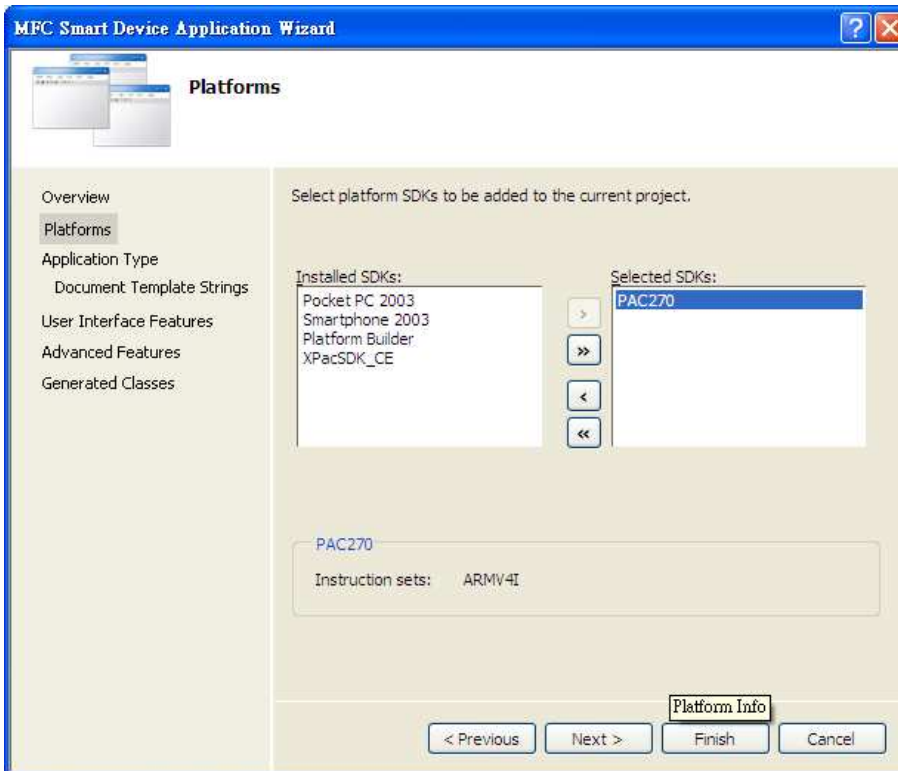 MFC Smart Device Application Wizard
Platforms
Overview
Platforms
Application Type
Document Template Strings
User Interface Features
Advanced Features
Generated Classes
Select platform SDKs to be added to the current project.
Installed SDKs:
Pocket PC 2003
Smartphone 2003
Platform Builder
XPacSDK_CE
>
>>
<
<<
Selected SDKs:
PAC270
PAC270
Instruction sets: ARMV4I
Platform Info
< Previous Next > Finish Cancel